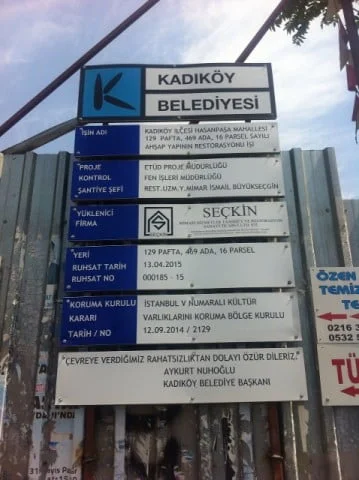 KADIKÖY
BELEDİYESİ
İŞİN ADI
KADIKÖY İLÇESİ HASANPAŞA MAHALLESİ
129 PAFTA, 469 ADA, 16 PARSEL SAYILI
AHŞAP YAPININ RESTORASYONU İŞİ
PROJE ETÜD PROJE MÜDÜRLÜĞÜ
KONTROL FEN İŞLERİ MÜDÜRLÜĞÜ
ŞANTİYE ŞEFİ REST.UZM.Y.MİMAR İSMAİL BÜYÜKSEÇGİN
YÜKLENİCİ
FİRMA
SEÇKİN
SEÇKİN
YERİ 129 PAFTA, 469 ADA, 16 PARSEL
RUHSAT TARİH 13.04.2015
RUHSAT NO 000185 - 15
KORUMA KURULU İSTANBUL V NUMARALI KÜLTÜR
KARARI VARLIKLARINI KORUMA BÖLGE KURULU
TARİH / NO 12.09.2014 / 2129
"ÇEVREYE VERDİĞİMİZ RAHATSIZLIKTAN DOLAYI ÖZÜR DİLERİZ."
AYKURT NUHOĞLU
KADIKÖY BELEDİYE BAŞKANI
ÖZEN
TEMİZ
TE
0216
0532
TÜ